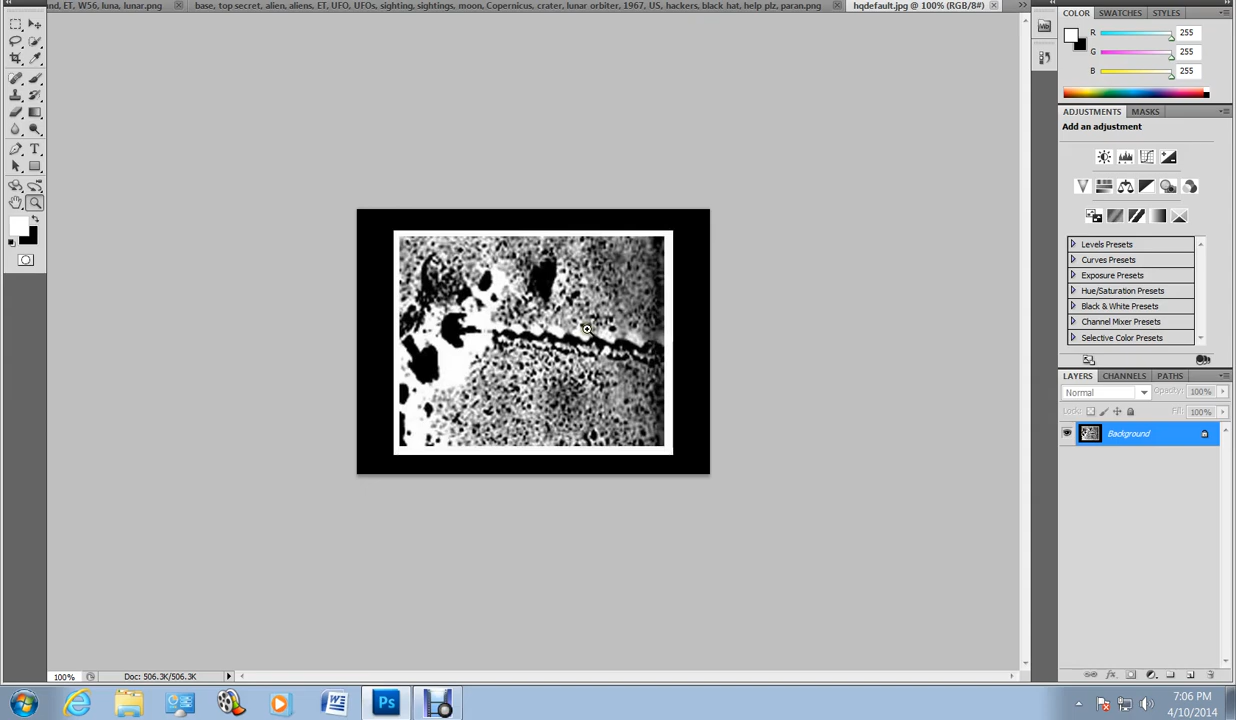 nd, ET, W56, luna, lunar.png
base, top secret, alien, aliens, ET, UFO, UFOs, sighting, sightings, moon, Copernicus, crater, lunar orbiter, 1967, US, hackers, black hat, help plz, paran.png
hqdefault.jpg @ 100% (RGB/8#)
COLOR SWATCHES STYLES
R 255
G 255
B 255
ADJUSTMENTS MASKS
Add an adjustment
Levels Presets
Curves Presets
Exposure Presets
Hue/Saturation Presets
Black & White Presets
Channel Mixer Presets
Selective Color Presets
LAYERS CHANNELS PATHS
Normal Opacity: 100%
Lock: Fill: 100%
Background
100% Doc: 506.3K/506.3K
7:06 PM
4/10/2014